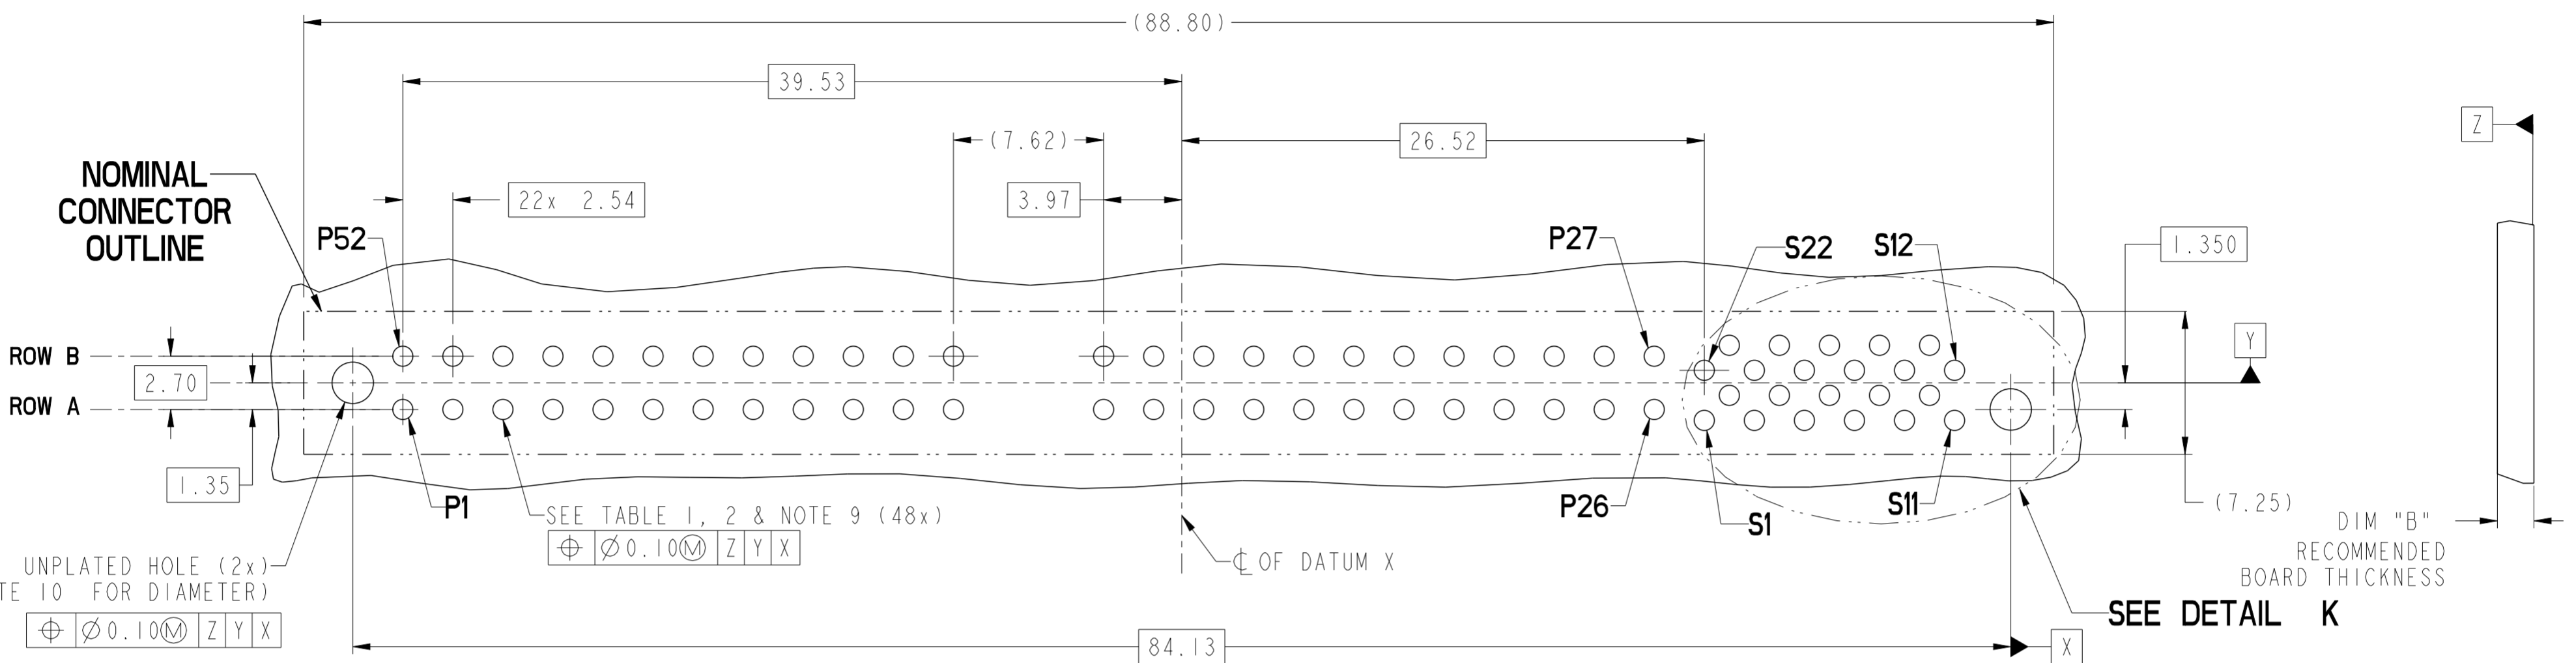 (88.80)
39.53
Z
(7.62)
26.52
NOMINAL
CONNECTOR
OUTLINE
22x 2.54
3.97
P52
P27
S22
S12
1.350
Y
ROW B
2.70
ROW A
1.35
P1
P26
S1
S11
(7.25)
SEE TABLE 1, 2 & NOTE 9 (48x)
⌖ Ø0.10Ⓜ Z Y X
℄ OF DATUM X
DIM "B"
RECOMMENDED
BOARD THICKNESS
UNPLATED HOLE (2x)
TE 10 FOR DIAMETER)
⌖ Ø0.10Ⓜ Z Y X
SEE DETAIL K
84.13
X